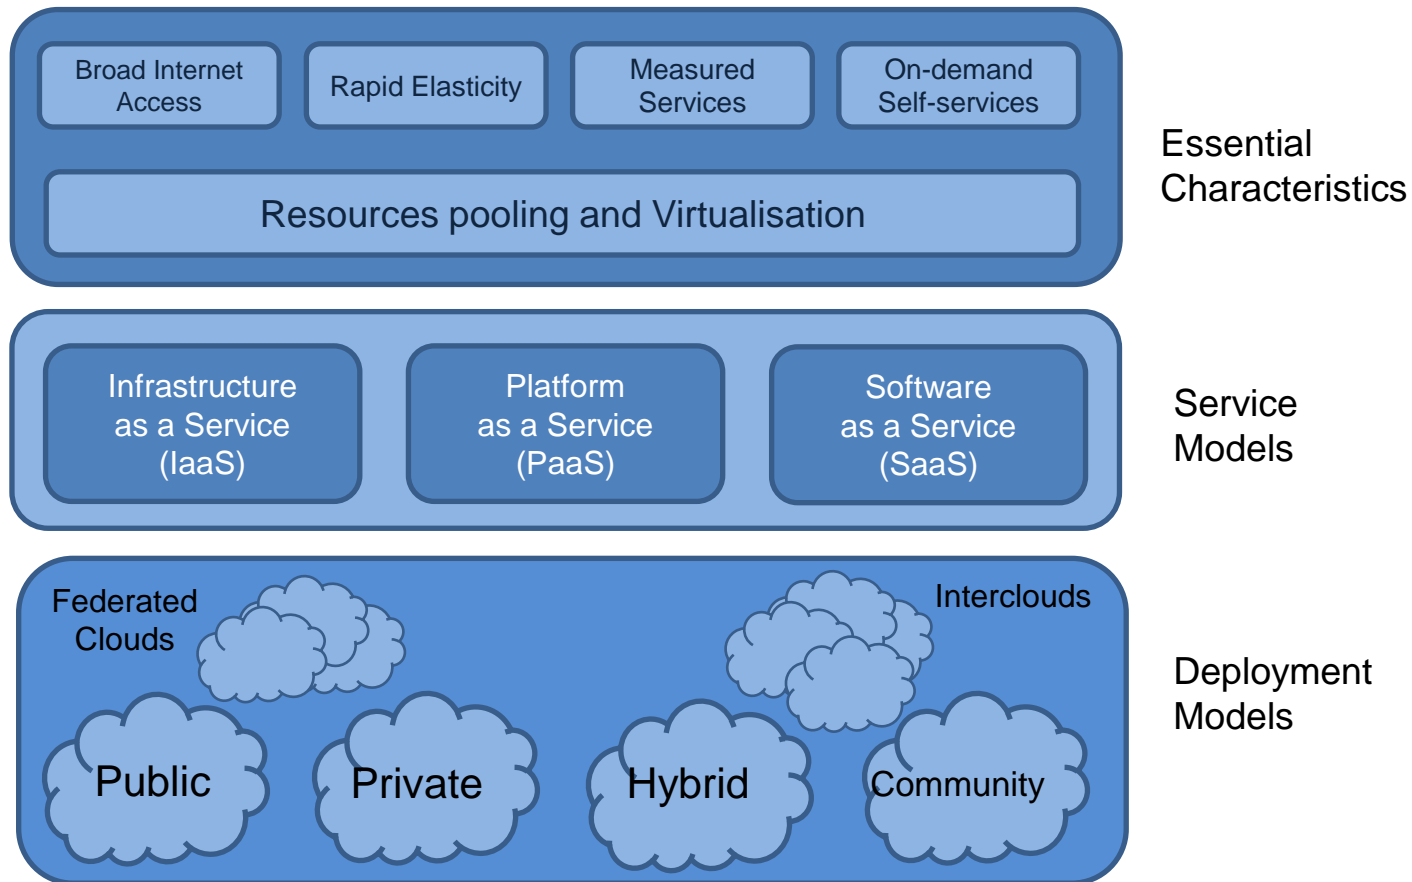 Broad Internet
Access
Rapid Elasticity
Measured
Services
On-demand
Self-services
Resources pooling and Virtualisation
Essential
Characteristics
Infrastructure
as a Service
(IaaS)
Platform
as a Service
(PaaS)
Software
as a Service
(SaaS)
Service
Models
Federated
Clouds
Interclouds
Public
Private
Hybrid
Community
Deployment
Models